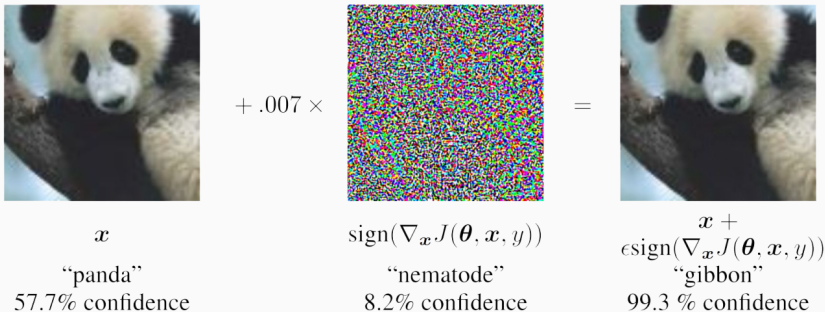 + .007 ×
=
x
sign(∇ₓJ(θ, x, y))
x +
εsign(∇ₓJ(θ, x, y))
“panda”
“nematode”
“gibbon”
57.7% confidence
8.2% confidence
99.3 % confidence